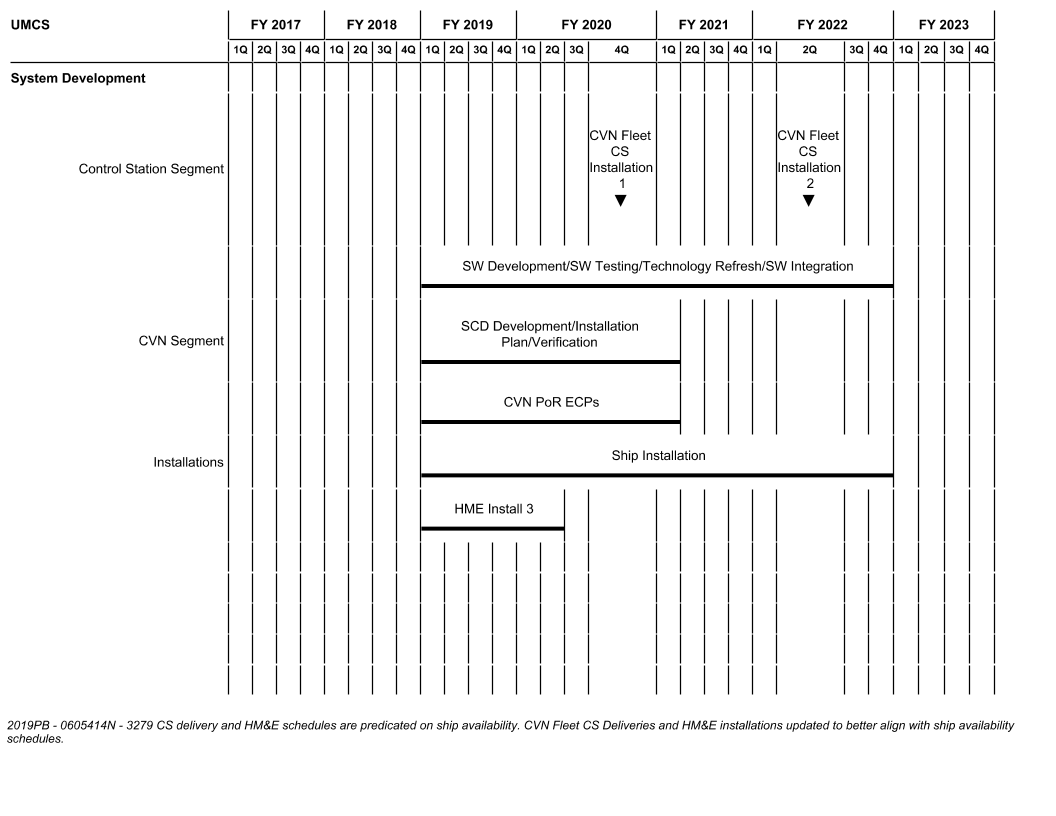 UMCS FY 2017 FY 2018 FY 2019 FY 2020 FY 2021 FY 2022 FY 2023
1Q 2Q 3Q 4Q 1Q 2Q 3Q 4Q 1Q 2Q 3Q 4Q 1Q 2Q 3Q 4Q 1Q 2Q 3Q 4Q 1Q 2Q 3Q 4Q 1Q 2Q 3Q 4Q
System Development
Control Station Segment
CVN Fleet
CS
Installation
1
CVN Fleet
CS
Installation
2
SW Development/SW Testing/Technology Refresh/SW Integration
CVN Segment
SCD Development/Installation
Plan/Verification
CVN PoR ECPs
Installations
Ship Installation
HME Install 3
2019PB - 0605414N - 3279 CS delivery and HM&E schedules are predicated on ship availability. CVN Fleet CS Deliveries and HM&E installations updated to better align with ship availability
schedules.